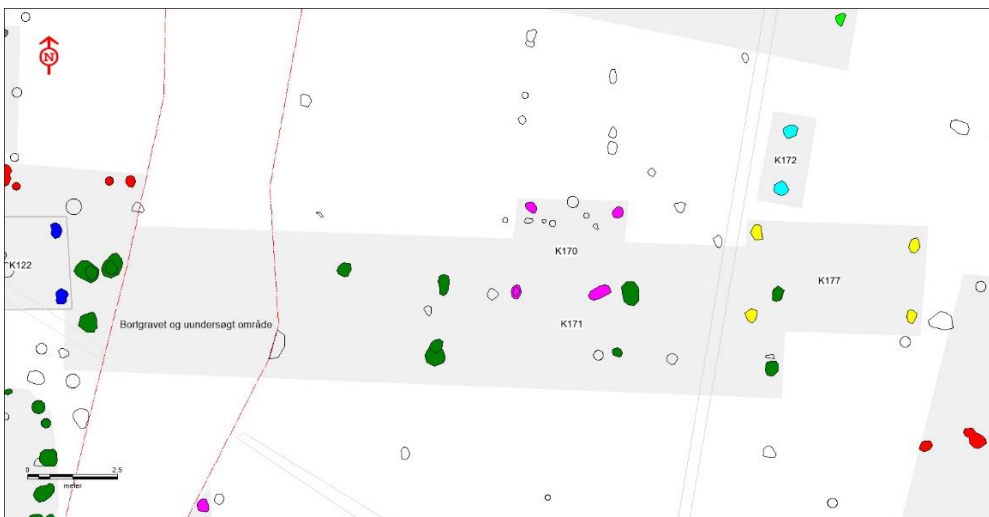 N
K172
K170
K122
K177
Bortgravet og uundersøgt område
K171
0 2,5
meter